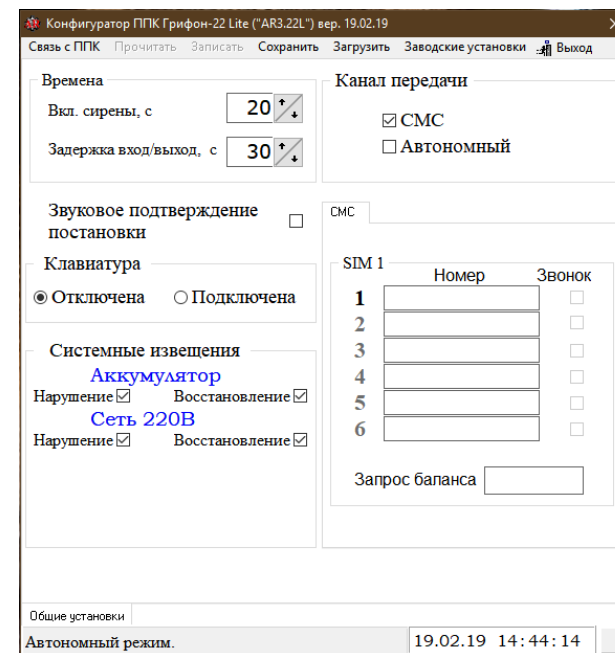 Конфигуратор ППК Грифон-22 Lite ("AR3.22L") вер. 19.02.19
Связь с ППК Прочитать Записать Сохранить Загрузить Заводские установки Выход
Времена
Вкл. сирены, с 20
Задержка вход/выход, с 30
Канал передачи
СМС
Автономный
Звуковое подтверждение
постановки
Клавиатура
Отключена Подключена
Системные извещения
Аккумулятор
Нарушение Восстановление
Сеть 220В
Нарушение Восстановление
СМС
SIM 1
Номер Звонок
1
2
3
4
5
6
Запрос баланса
Общие установки
Автономный режим. 19.02.19 14:44:14